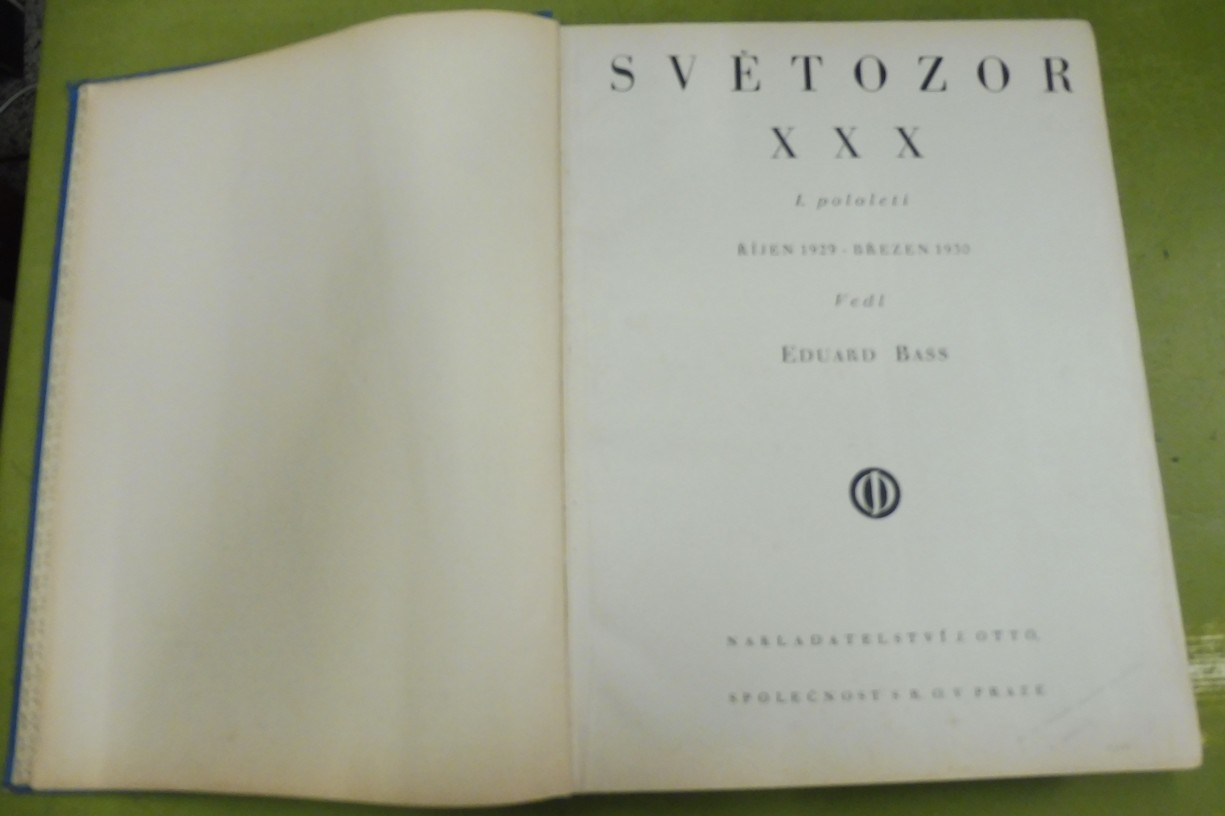 SVĚTOZOR
XXX
I. pololetí
ŘÍJEN 1929 - BŘEZEN 1930
Vedl
EDUARD BASS
NAKLADATELSTVÍ J. OTTO,
SPOLEČNOST S R. O. V PRAZE